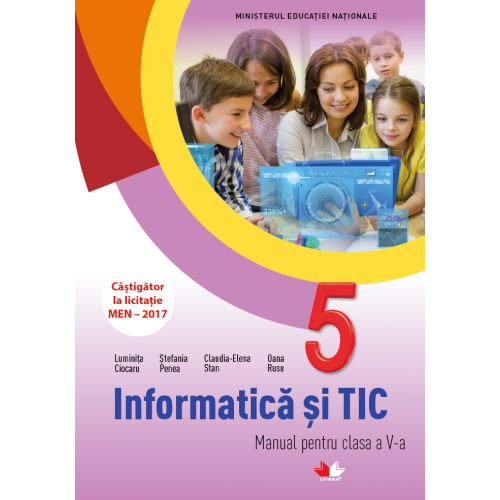 MINISTERUL EDUCAȚIEI NAȚIONALE
236%+
Câștigător
la licitație
MEN – 2017
5
Luminița Ștefania Claudia-Elena Oana
Ciocaru Penea Stan Rusu
Informatică și TIC
Manual pentru clasa a V-a
LITERA